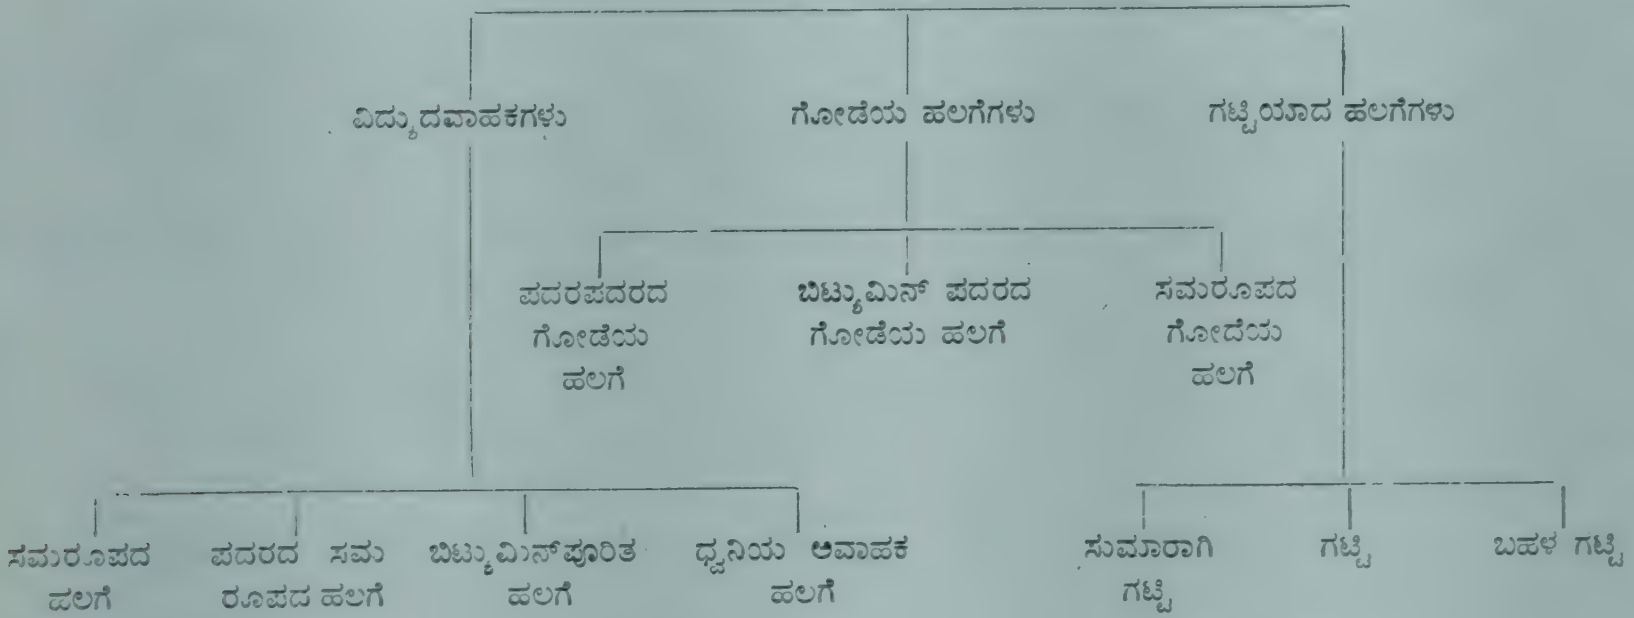 ವಿದ್ಯುದವಾಹಕಗಳು ಗೋಡೆಯ ಹಲಗೆಗಳು ಗಟ್ಟಿಯಾದ ಹಲಗೆಗಳು
ಪದರಪದರದ
ಗೋಡೆಯ
ಹಲಗೆ
ಬಿಟ್ಯುಮಿನ್ ಪದರದ
ಗೋಡೆಯ ಹಲಗೆ
ಸಮರೂಪದ
ಗೋದೆಯ
ಹಲಗೆ
ಸಮರೂಪದ
ಹಲಗೆ
ಪದರದ ಸಮ
ರೂಪದ ಹಲಗೆ
ಬಿಟ್ಯುಮಿನ್‌ಪೂರಿತ
ಹಲಗೆ
ಧ್ವನಿಯ ಅವಾಹಕ
ಹಲಗೆ
ಸುಮಾರಾಗಿ
ಗಟ್ಟಿ
ಗಟ್ಟಿ
ಬಹಳ ಗಟ್ಟಿ